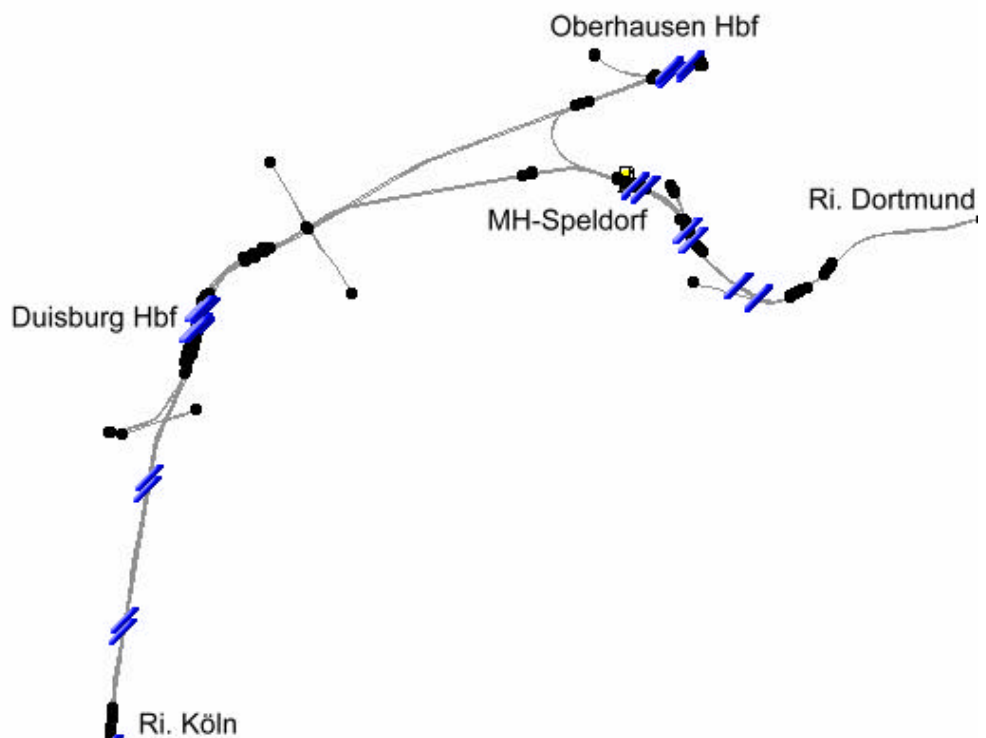 Oberhausen Hbf
Ri. Dortmund
MH-Speldorf
Duisburg Hbf
Ri. Köln